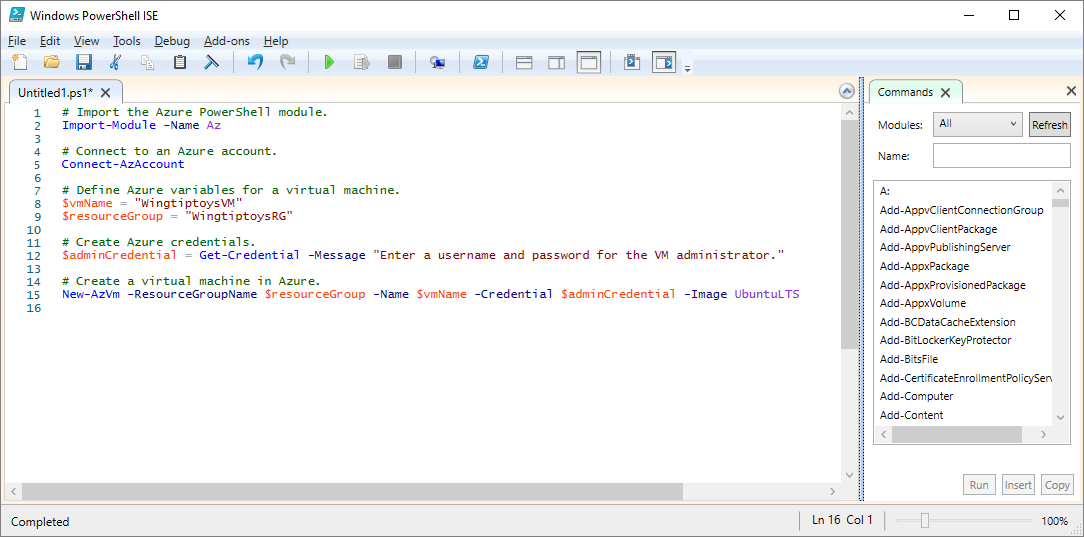 Windows PowerShell ISE
File Edit View Tools Debug Add-ons Help
Untitled1.ps1*
1 # Import the Azure PowerShell module.
2 Import-Module -Name Az
3
4 # Connect to an Azure account.
5 Connect-AzAccount
6
7 # Define Azure variables for a virtual machine.
8 $vmName = "WingtiptoysVM"
9 $resourceGroup = "WingtiptoysRG"
10
11 # Create Azure credentials.
12 $adminCredential = Get-Credential -Message "Enter a username and password for the VM administrator."
13
14 # Create a virtual machine in Azure.
15 New-AzVm -ResourceGroupName $resourceGroup -Name $vmName -Credential $adminCredential -Image UbuntuLTS
16
Commands
Modules: All Refresh
Name:
A:
Add-AppvClientConnectionGroup
Add-AppvClientPackage
Add-AppvPublishingServer
Add-AppxPackage
Add-AppxProvisionedPackage
Add-AppxVolume
Add-BCDataCacheExtension
Add-BitLockerKeyProtector
Add-BitsFile
Add-CertificateEnrollmentPolicyServ
Add-Computer
Add-Content
Run Insert Copy
Completed
Ln 16 Col 1
100%